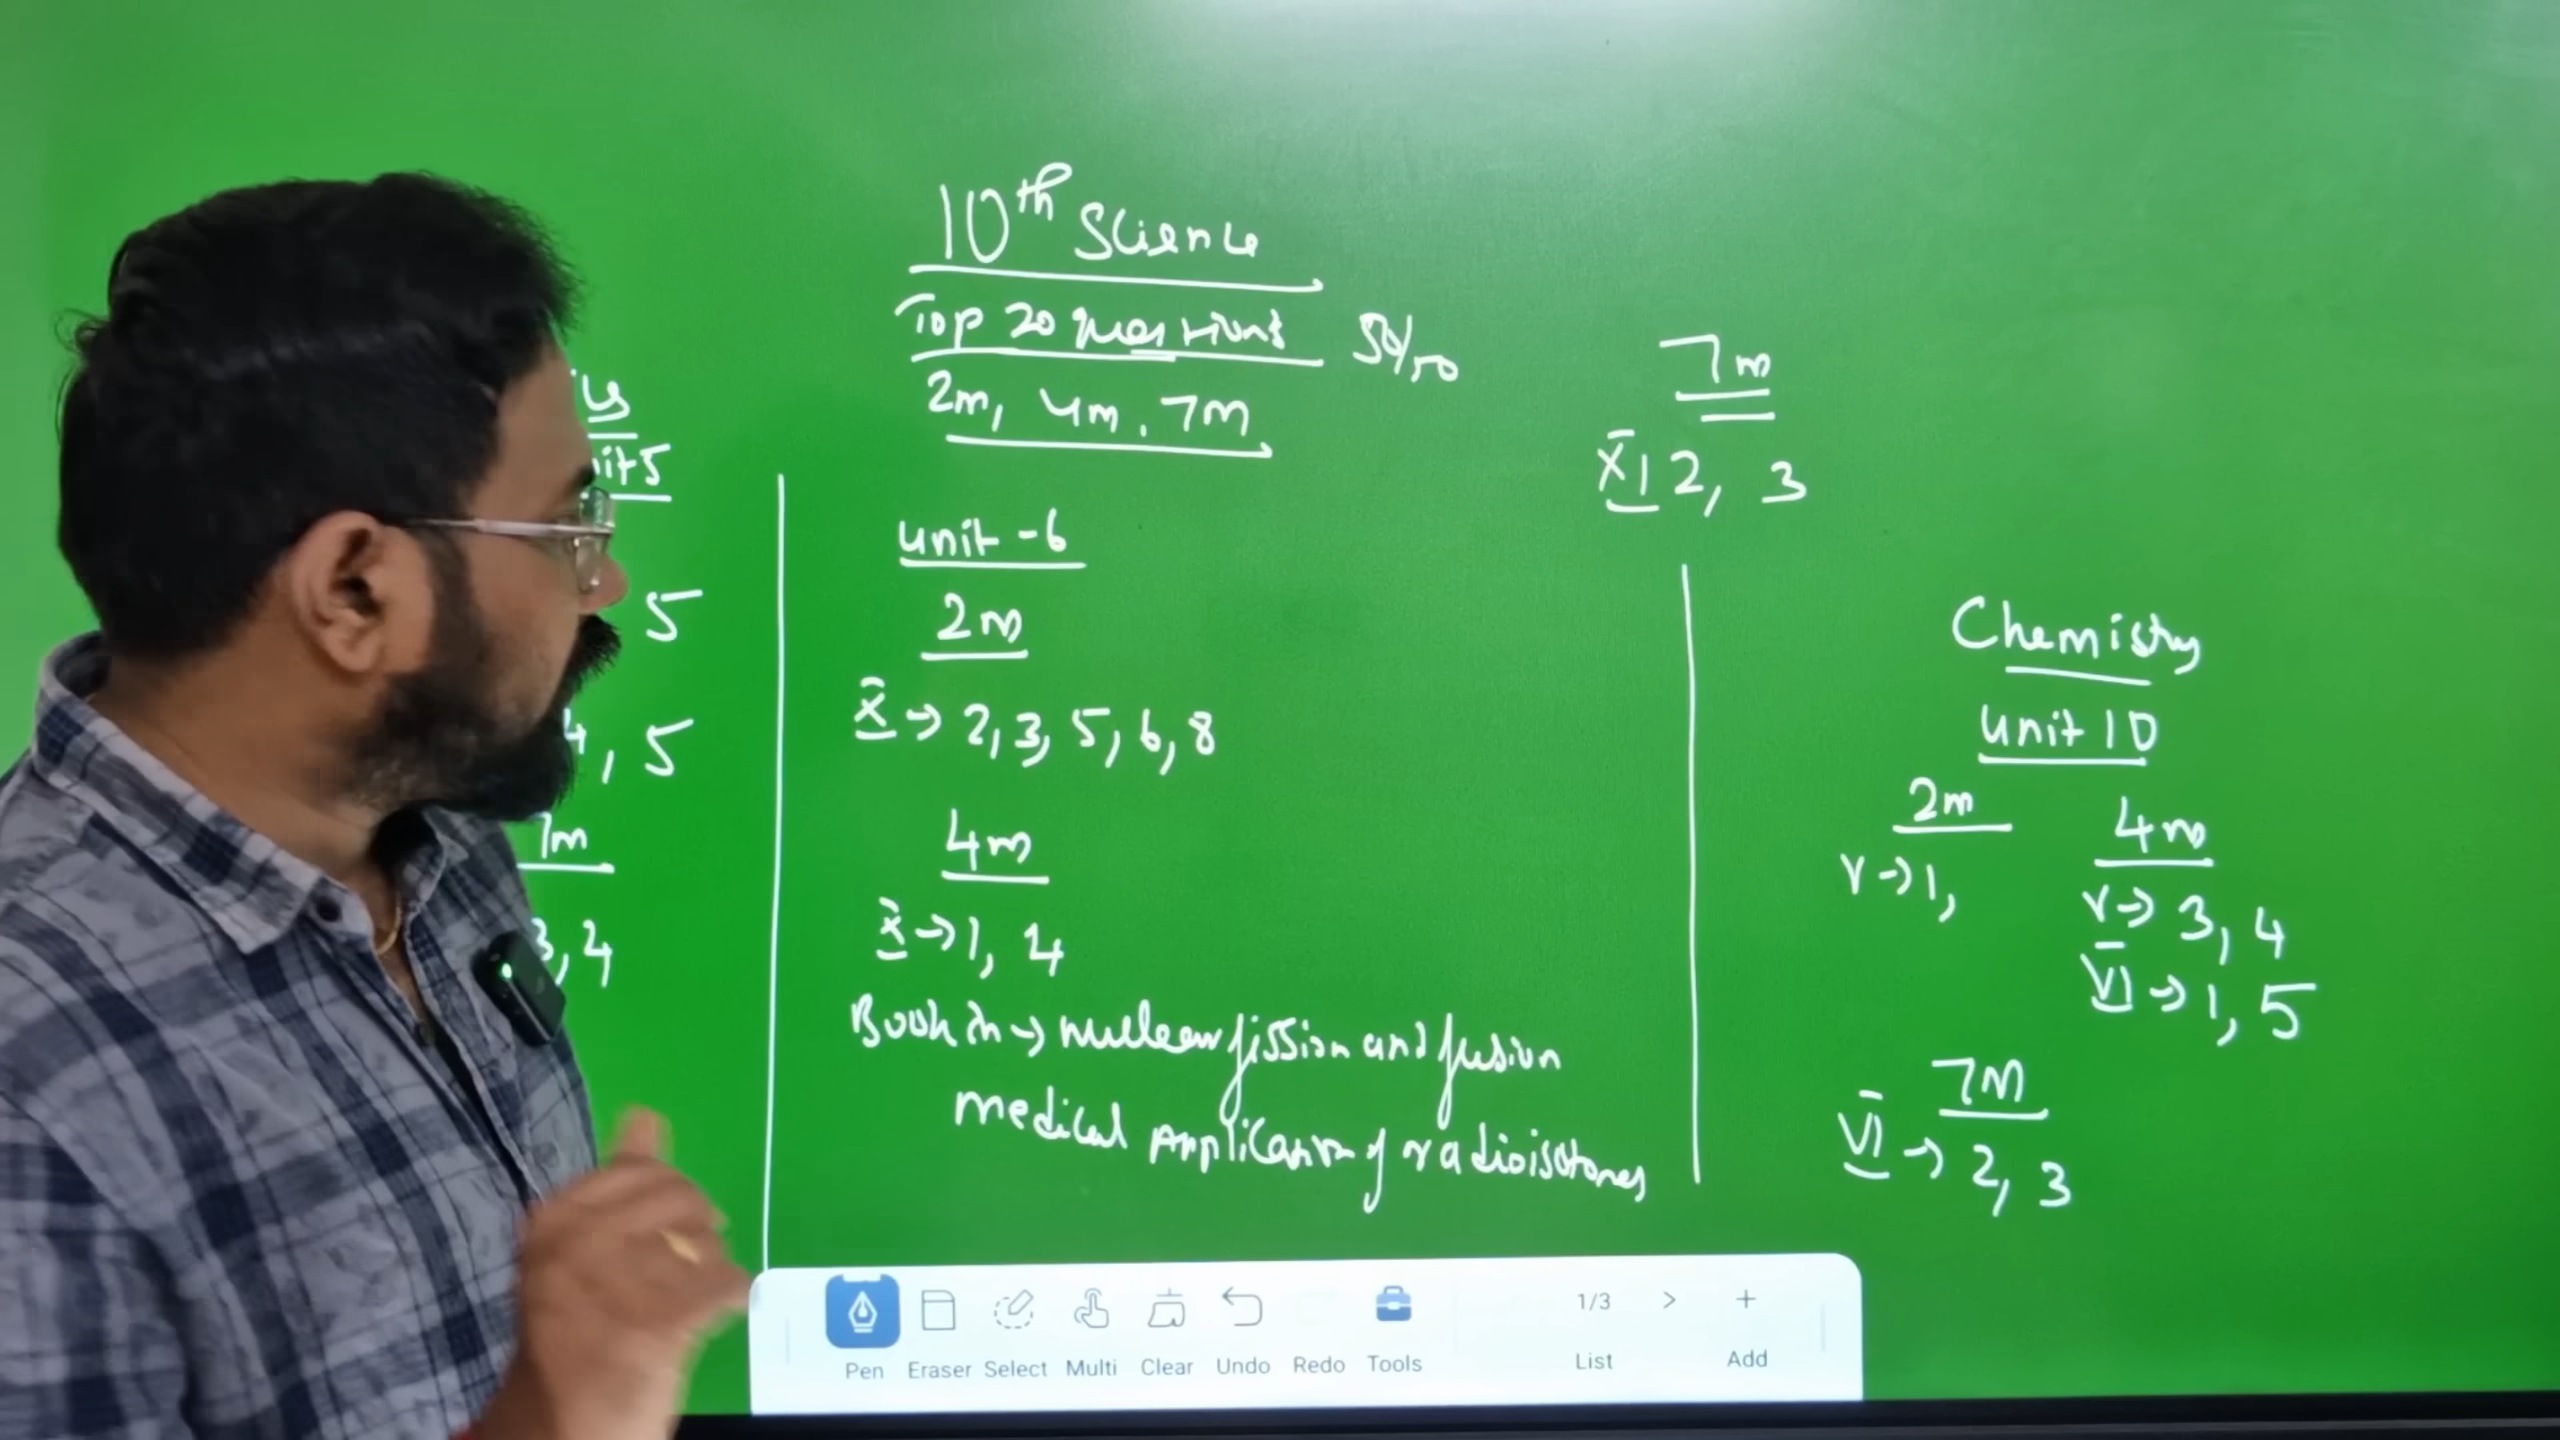 10th Science
Top 20 questions 50/50
2m, 4m, 7m
unit 5
5
4, 5
7m
3, 4
unit-6
2m
X → 2, 3, 5, 6, 8
4m
X → 1, 4
Book in → nuclear fission and fusion
medical Application of radioisotopes
7m
XI 2, 3
Chemistry
unit 10
2m 4m
V → 1, V → 3, 4
VI → 1, 5
7m
VI → 2, 3
Pen Eraser Select Multi Clear Undo Redo Tools 1/3 > List + Add